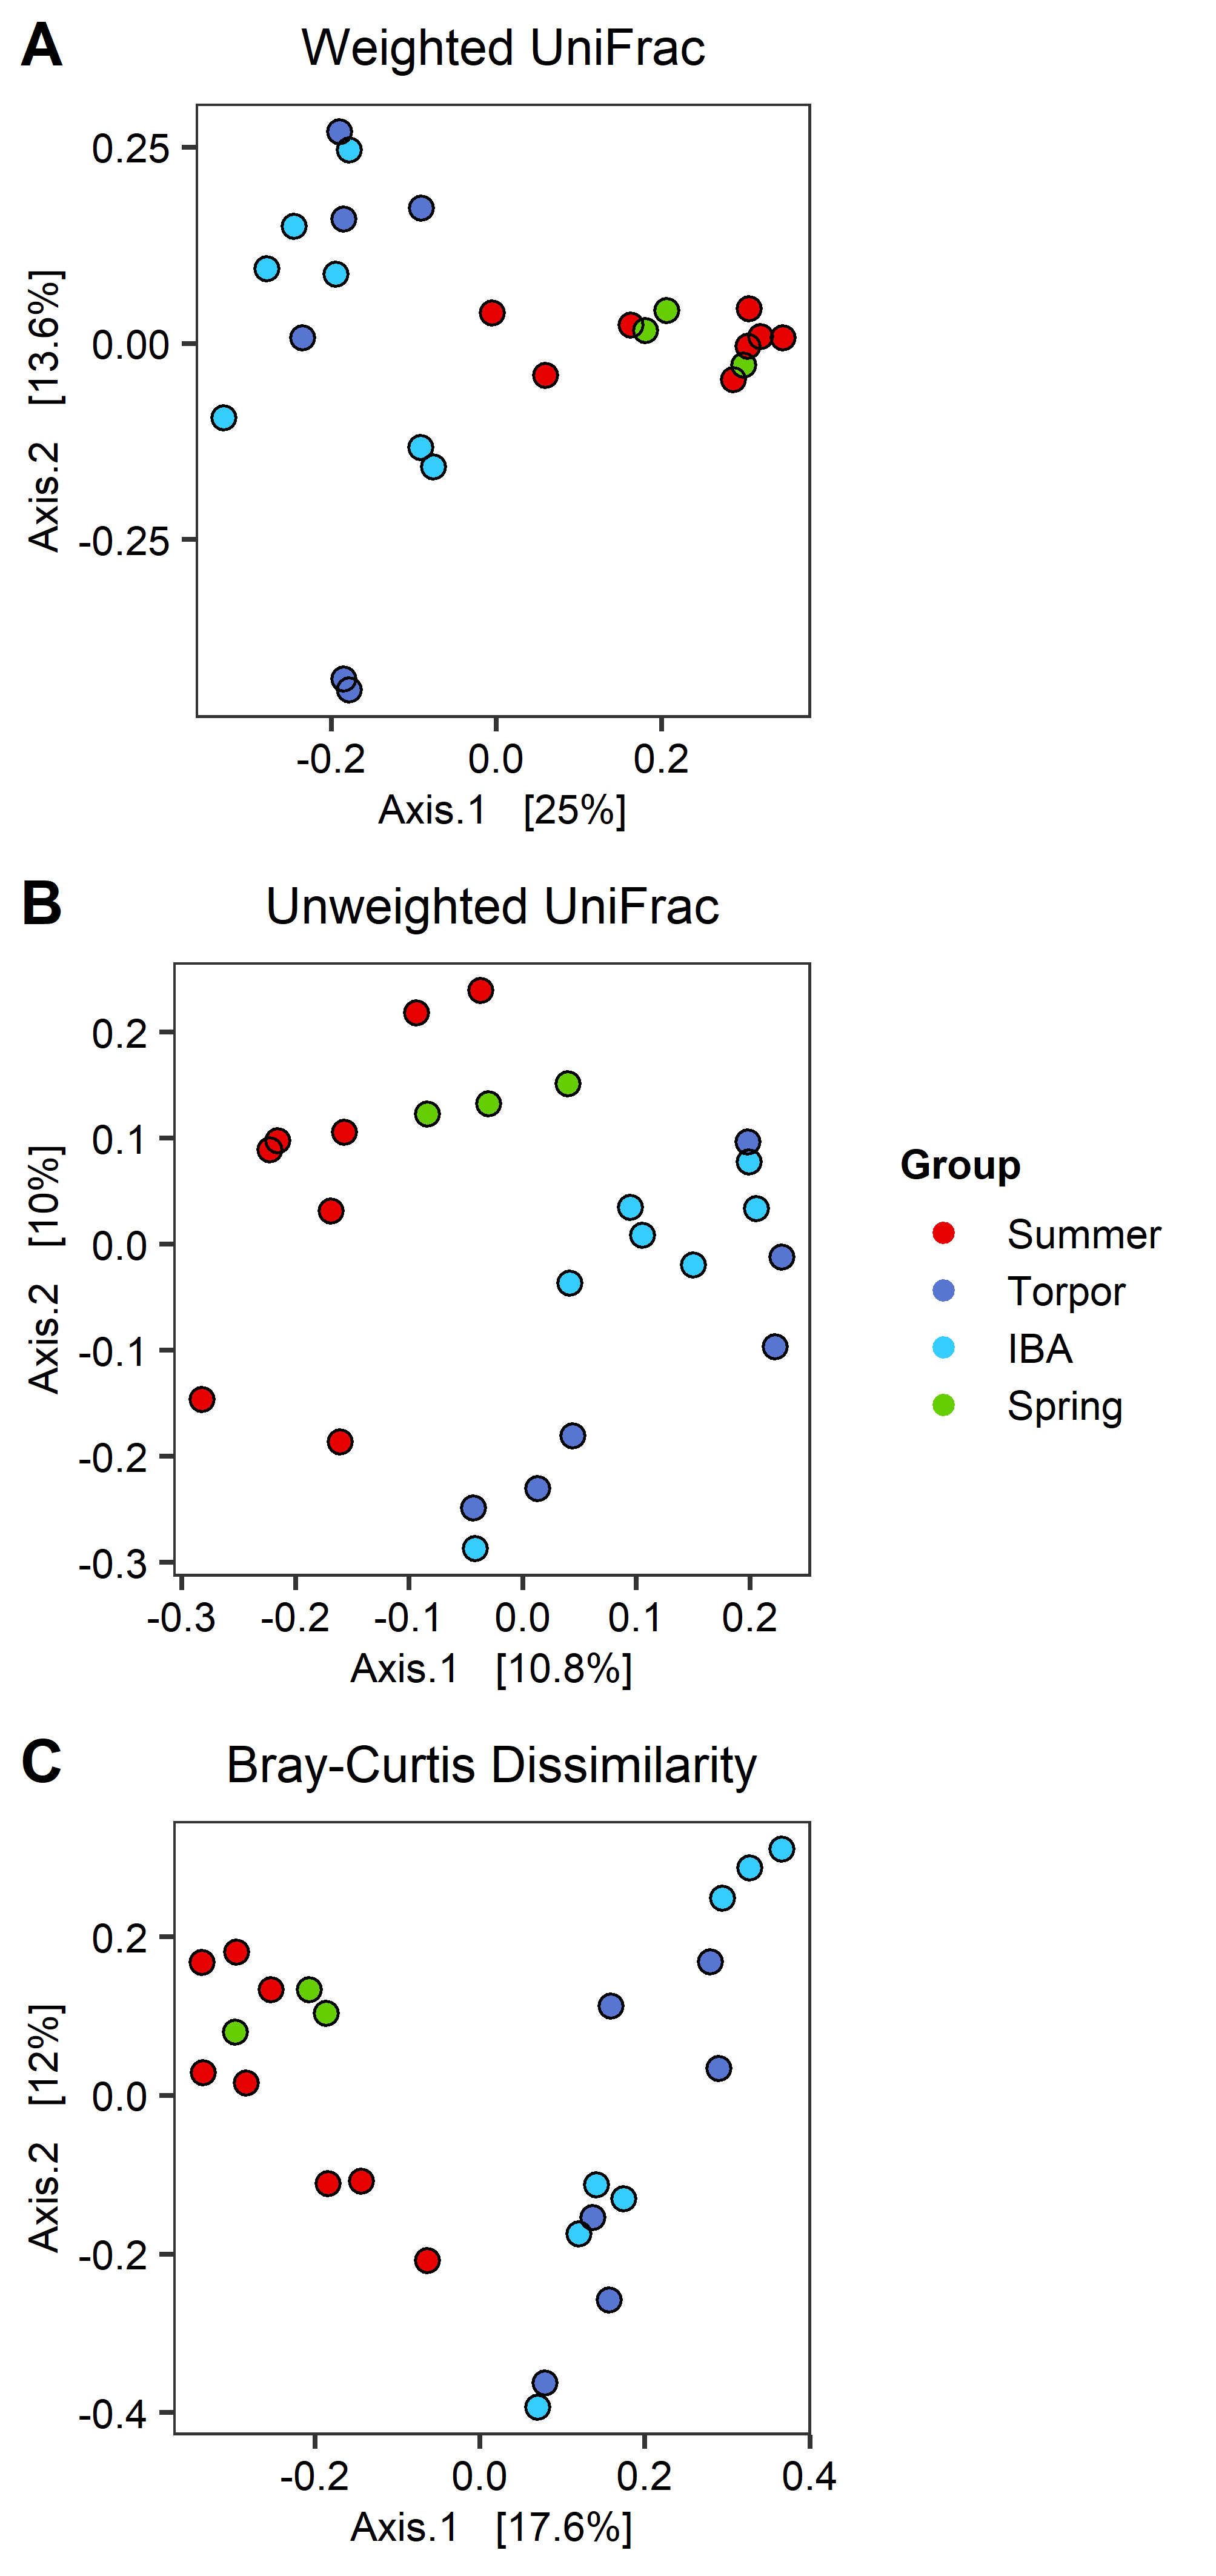 A
Weighted UniFrac
0.25
0.00
-0.25
Axis.2 [13.6%]
-0.2 0.0 0.2
Axis.1 [25%]
B
Unweighted UniFrac
0.2
0.1
0.0
-0.1
-0.2
-0.3
Axis.2 [10%]
-0.3 -0.2 -0.1 0.0 0.1 0.2
Axis.1 [10.8%]
Group
Summer
Torpor
IBA
Spring
C
Bray-Curtis Dissimilarity
0.2
0.0
-0.2
-0.4
Axis.2 [12%]
-0.2 0.0 0.2 0.4
Axis.1 [17.6%]